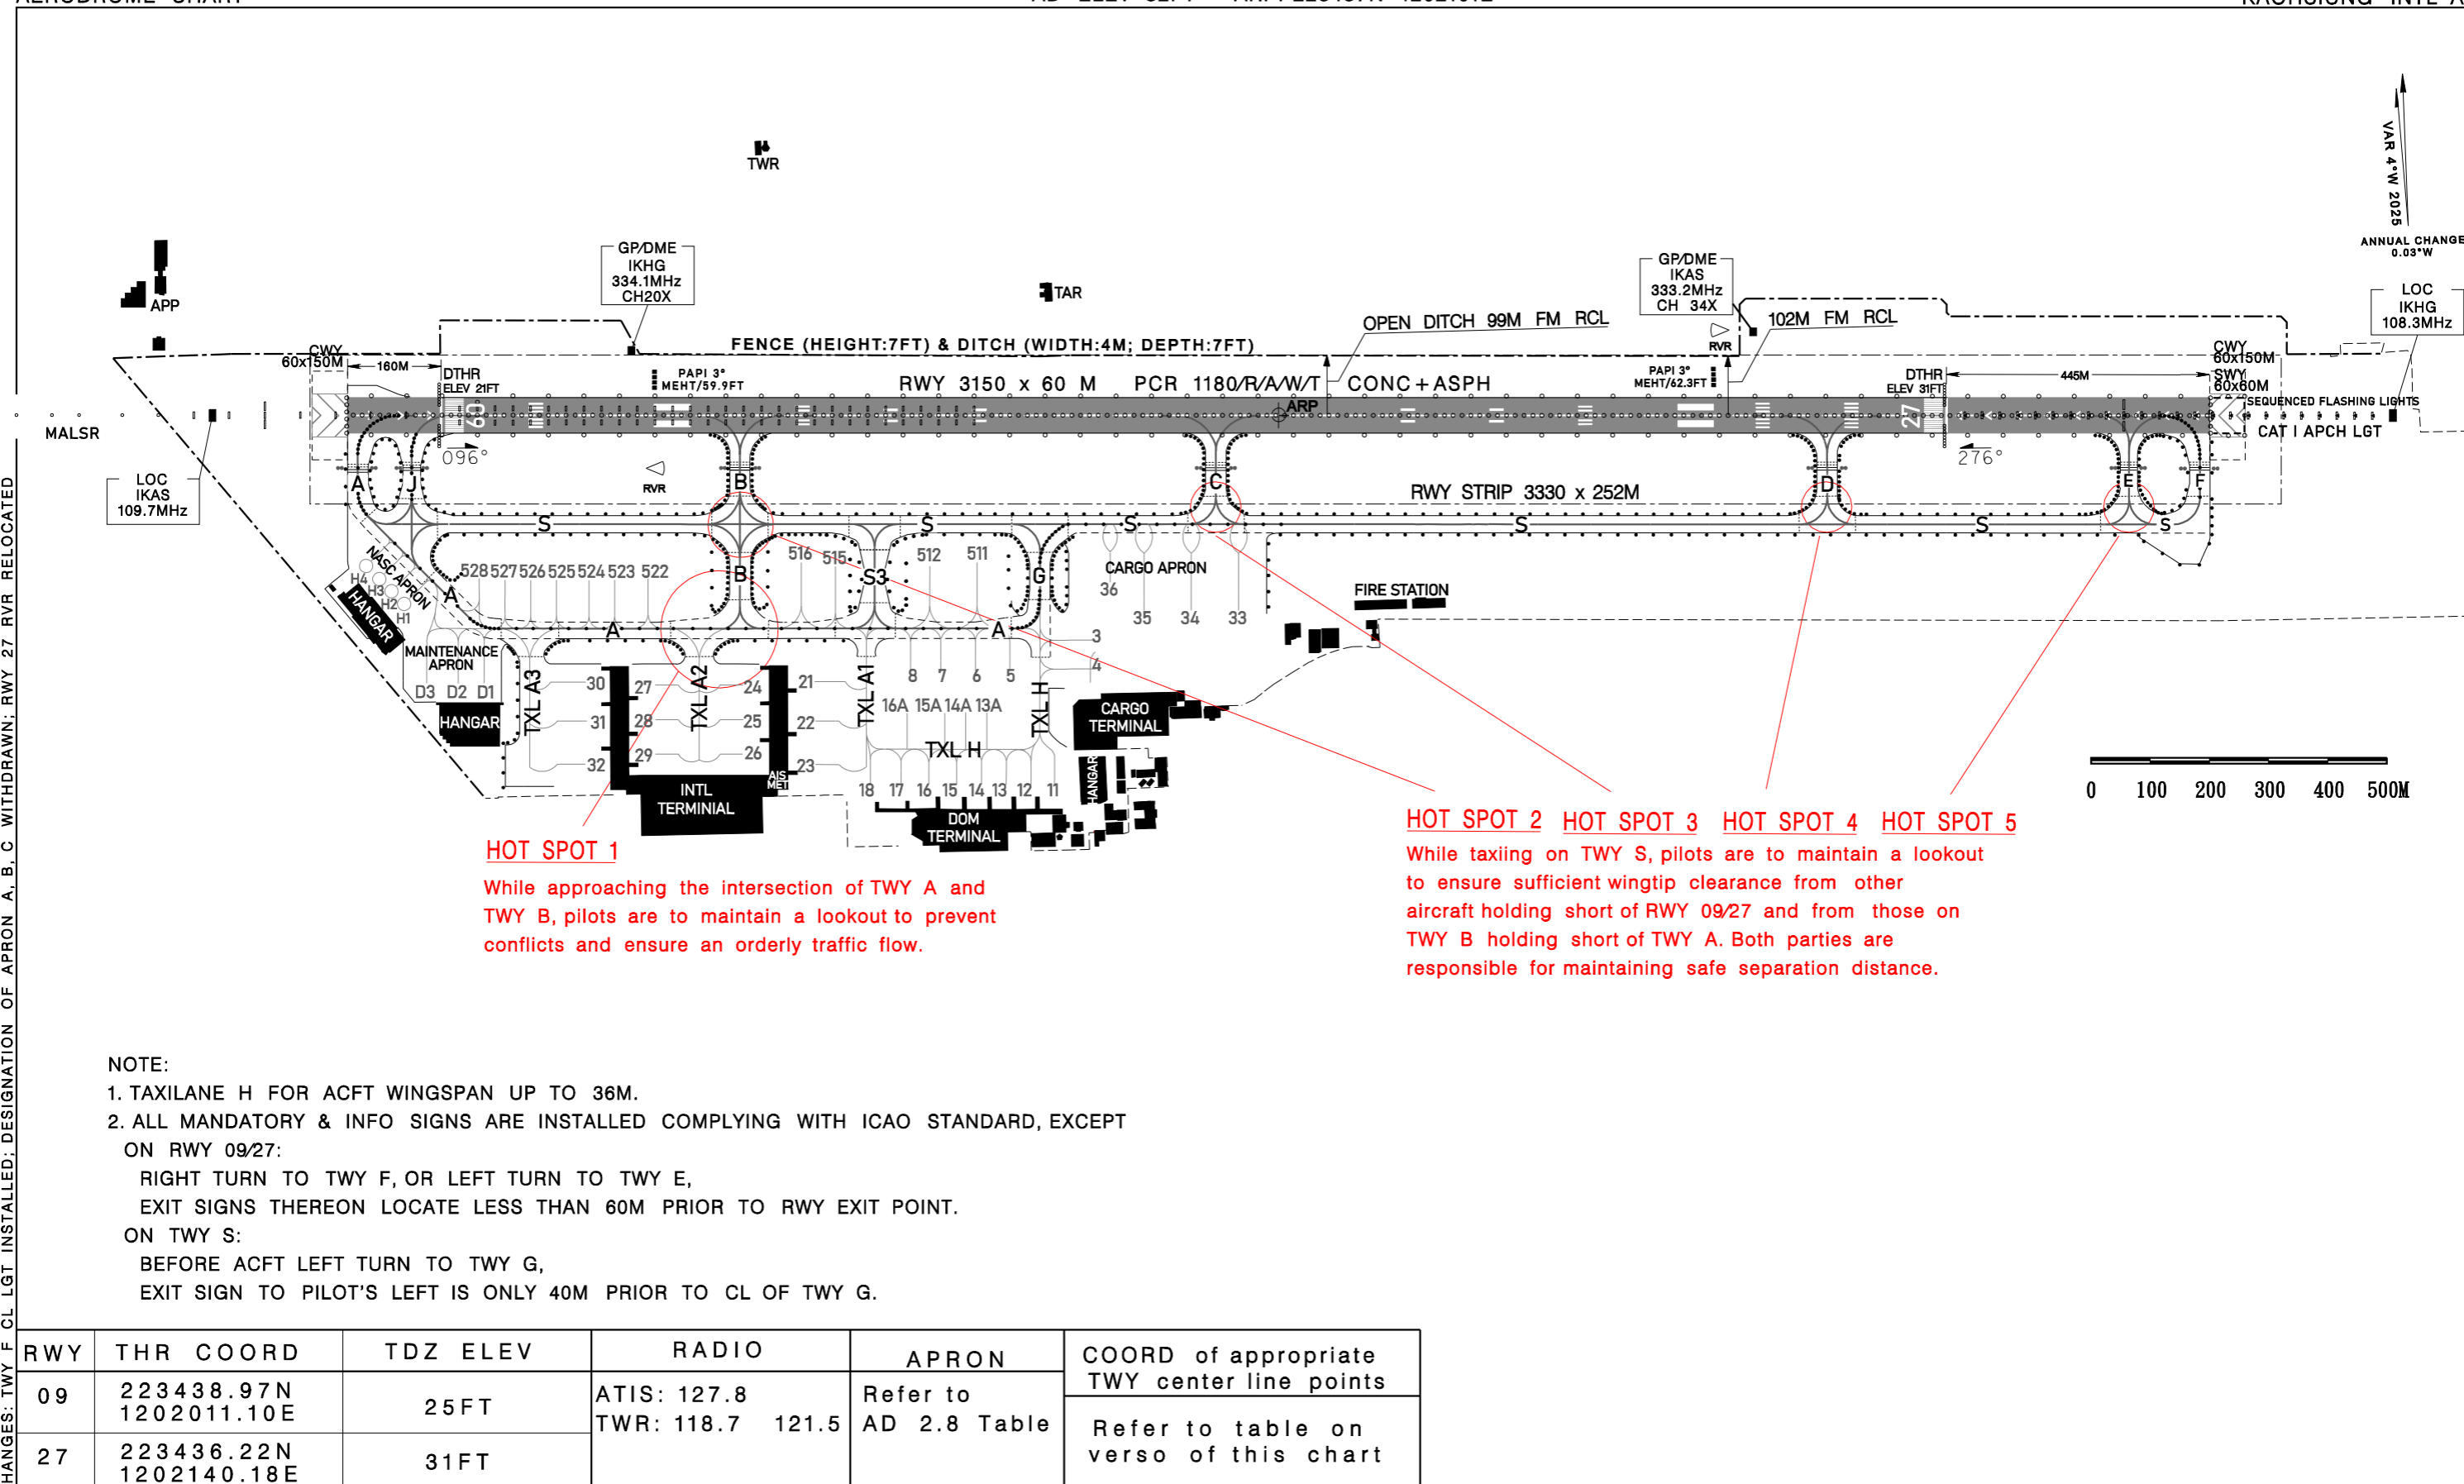 AERODROME CHART
KAOHSIUNG INTL A
VAR 4°W 2025
ANNUAL CHANGE
0.03°W
TWR
APP
TAR
GP/DME
IKHG
334.1MHz
CH20X
GP/DME
IKAS
333.2MHz
CH 34X
LOC
IKHG
108.3MHz
OPEN DITCH 99M FM RCL
102M FM RCL
RVR
FENCE (HEIGHT:7FT) & DITCH (WIDTH:4M; DEPTH:7FT)
CWY
60x150M
160M
DTHR
ELEV 21FT
PAPI 3°
MEHT/59.9FT
RWY 3150 x 60 M PCR 1180/R/A/W/T CONC+ASPH
PAPI 3°
MEHT/62.3FT
DTHR
ELEV 31FT
445M
CWY
60x150M
SWY
60x60M
SEQUENCED FLASHING LIGHTS
CAT I APCH LGT
MALSR
09
ARP
27
096°
276°
LOC
IKAS
109.7MHz
RVR
A J B C D E F
RWY STRIP 3330 x 252M
S S S S S S
NASC APRON
H4
H3
H2
H1
HANGAR
528 527 526 525 524 523 522
516 515 512 511
A B S3 G
CARGO APRON
36 35 34 33
FIRE STATION
A A
3
4
MAINTENANCE
APRON
D3 D2 D1
HANGAR
TXL A3
TXL A2
TXL A1
TXL H
30 27 24 21
31 28 25 22
32 29 26 23
8 7 6 5
16A 15A 14A 13A
TXL H
18 17 16 15 14 13 12 11
CARGO
TERMINAL
HANGAR
AIS
MET
INTL
TERMINIAL
DOM
TERMINAL
0 100 200 300 400 500M
HOT SPOT 1
While approaching the intersection of TWY A and
TWY B, pilots are to maintain a lookout to prevent
conflicts and ensure an orderly traffic flow.
HOT SPOT 2 HOT SPOT 3 HOT SPOT 4 HOT SPOT 5
While taxiing on TWY S, pilots are to maintain a lookout
to ensure sufficient wingtip clearance from other
aircraft holding short of RWY 09/27 and from those on
TWY B holding short of TWY A. Both parties are
responsible for maintaining safe separation distance.
NOTE:
1. TAXILANE H FOR ACFT WINGSPAN UP TO 36M.
2. ALL MANDATORY & INFO SIGNS ARE INSTALLED COMPLYING WITH ICAO STANDARD, EXCEPT
ON RWY 09/27:
RIGHT TURN TO TWY F, OR LEFT TURN TO TWY E,
EXIT SIGNS THEREON LOCATE LESS THAN 60M PRIOR TO RWY EXIT POINT.
ON TWY S:
BEFORE ACFT LEFT TURN TO TWY G,
EXIT SIGN TO PILOT'S LEFT IS ONLY 40M PRIOR TO CL OF TWY G.
HANGES: TWY F CL LGT INSTALLED; DESIGNATION OF APRON A, B, C WITHDRAWN; RWY 27 RVR RELOCATED
RWY THR COORD TDZ ELEV RADIO APRON COORD of appropriate
TWY center line points
09 223438.97N
1202011.10E
25FT
ATIS: 127.8
TWR: 118.7 121.5
Refer to
AD 2.8 Table
Refer to table on
verso of this chart
27 223436.22N
1202140.18E
31FT